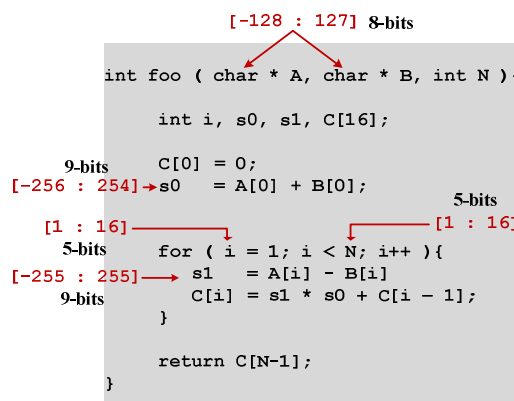 [-128 : 127] 8-bits
int foo ( char * A, char * B, int N ){
int i, s0, s1, C[16];
9-bits
C[0] = 0;
[-256 : 254]
s0 = A[0] + B[0];
5-bits
[1 : 16]
[1 : 16]
5-bits
for ( i = 1; i < N; i++ ){
[-255 : 255]
s1 = A[i] - B[i]
9-bits
C[i] = s1 * s0 + C[i - 1];
}
return C[N-1];
}